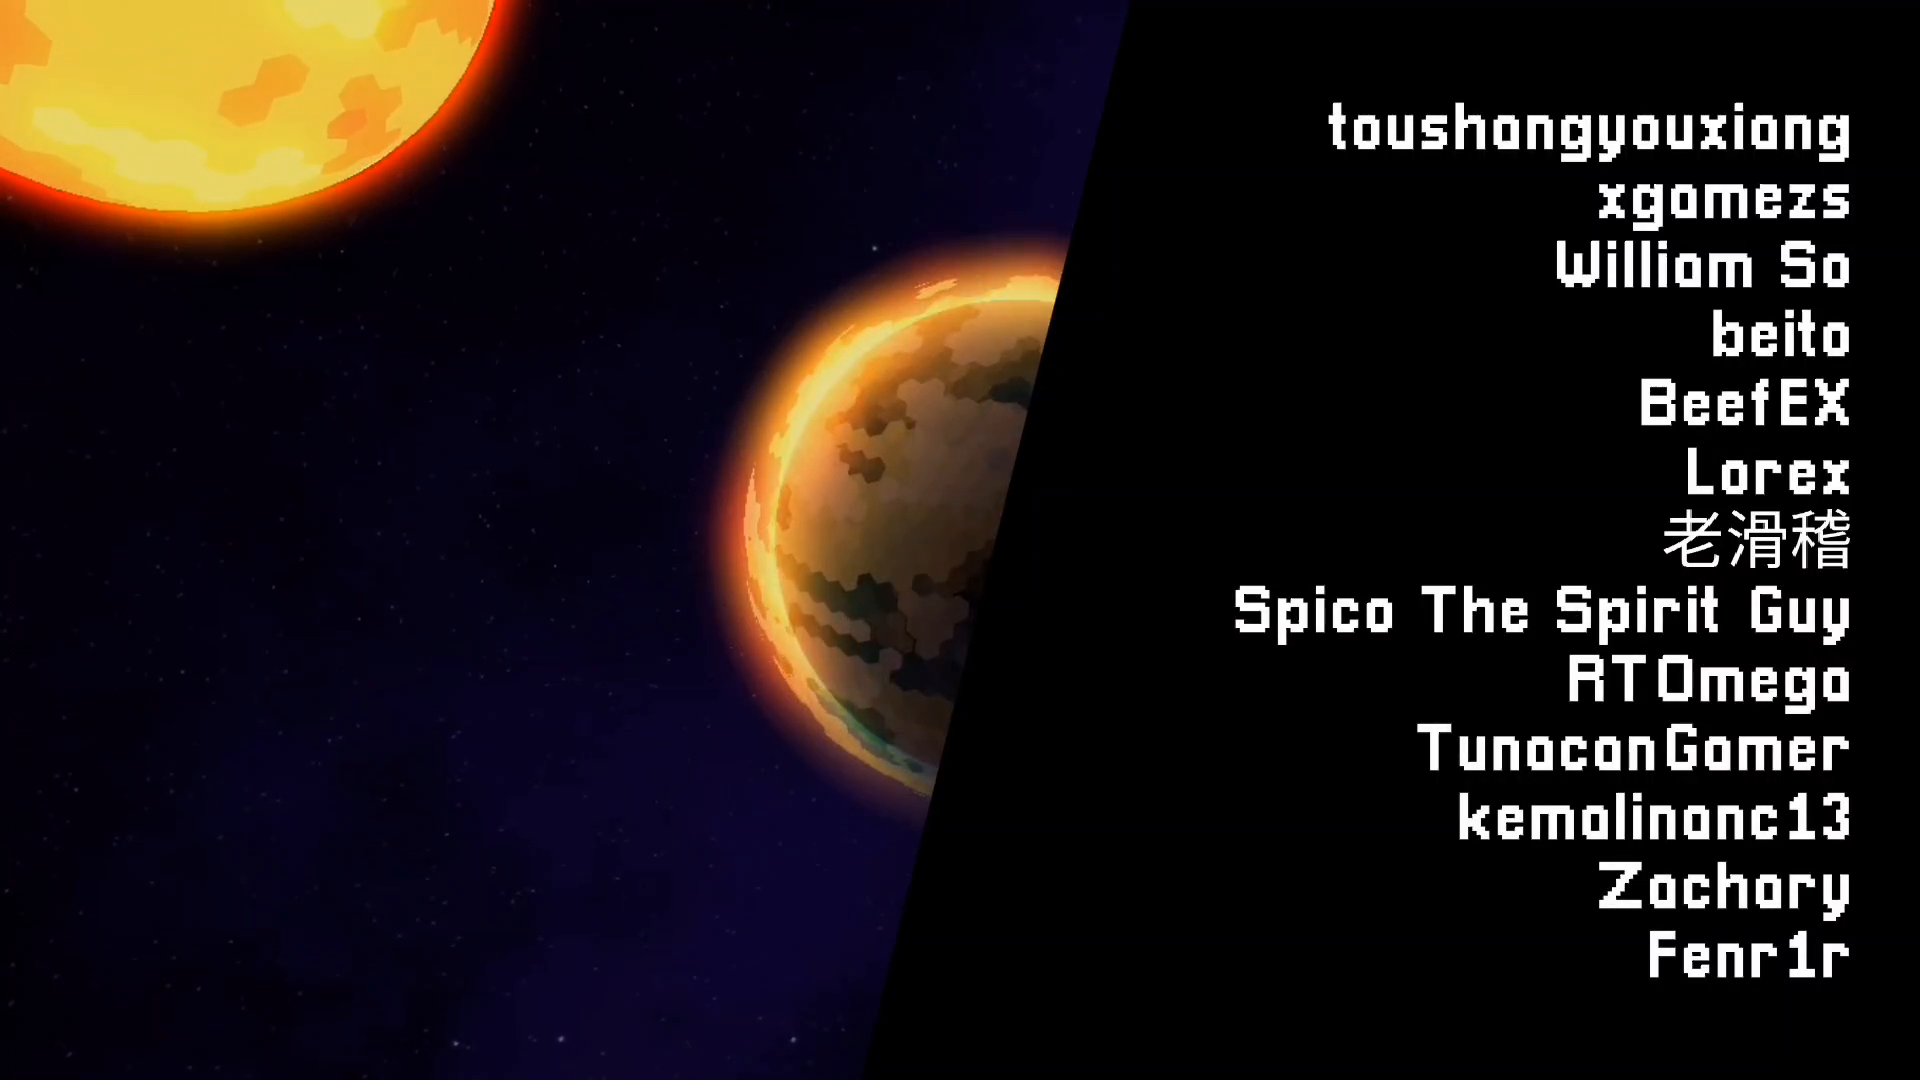 toushangyouxiang
xgamezs
William So
beito
BeefEX
Lorex
老滑稽
Spico The Spirit Guy
RTOmega
TunacanGamer
kemalinanc13
Zachary
Fenr1r